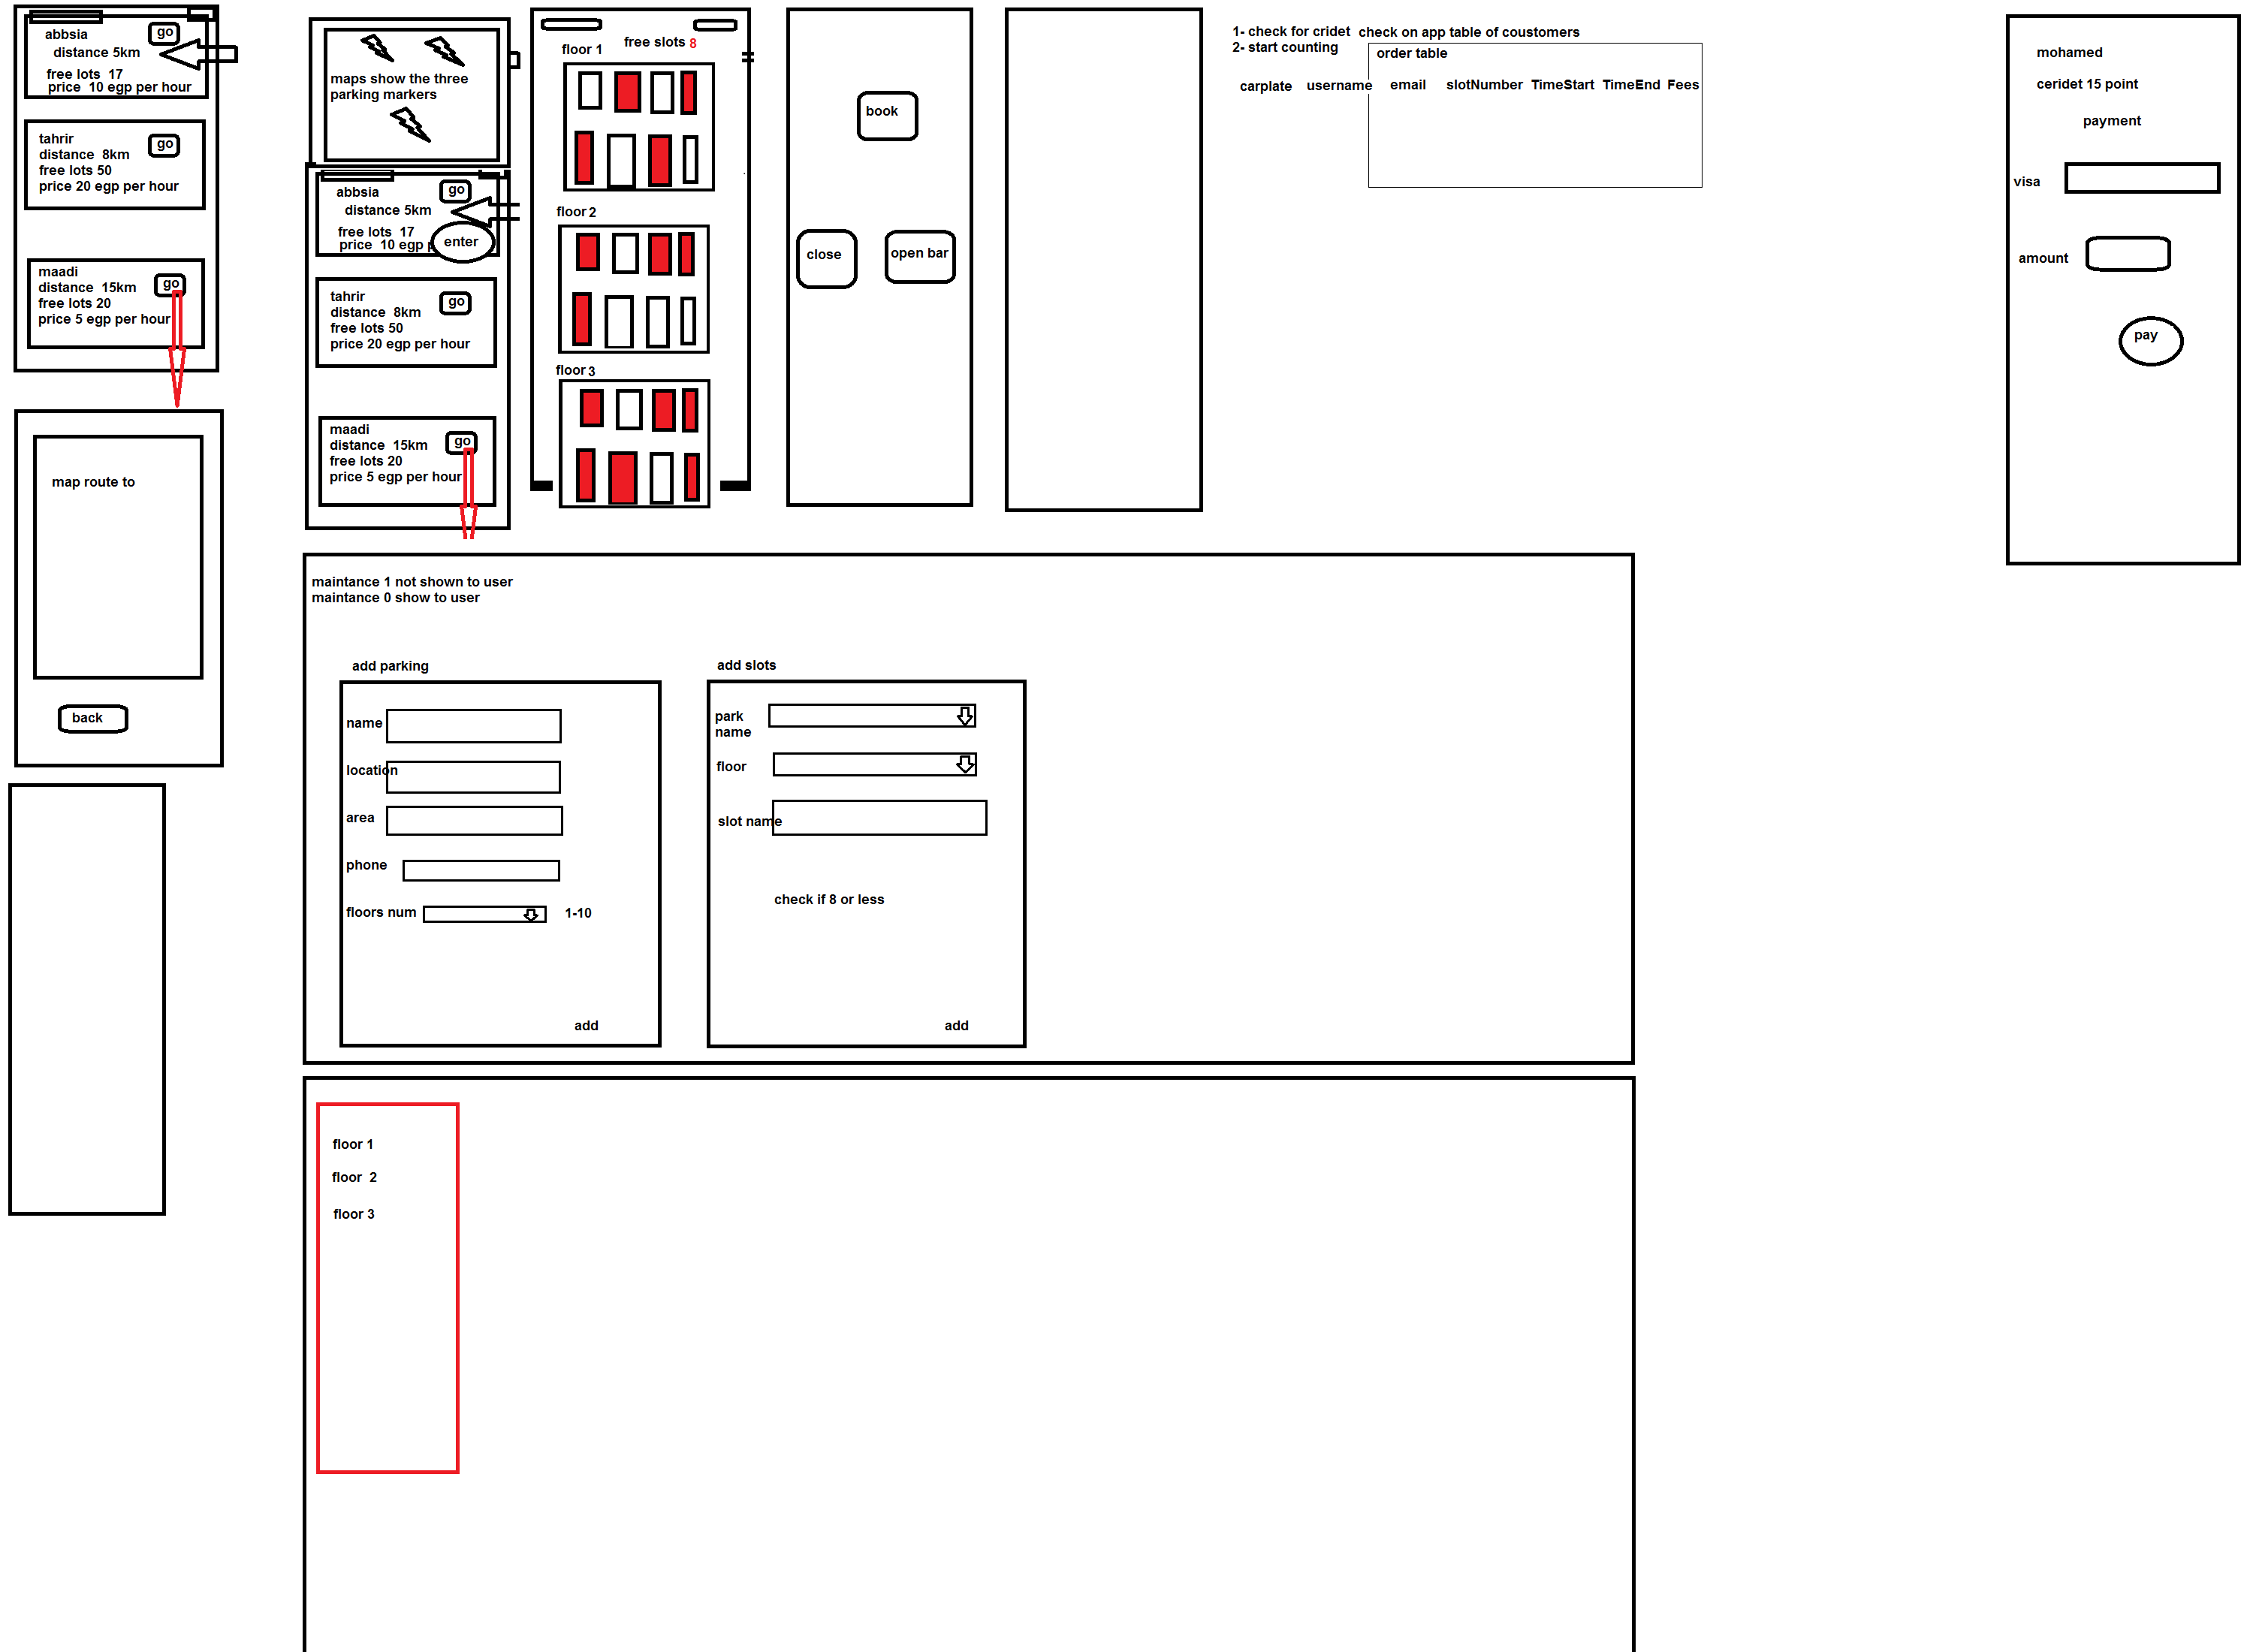 abbsia
go
distance 5km
free lots 17
price 10 egp per hour
tahrir
go
distance 8km
free lots 50
price 20 egp per hour
maadi
go
distance 15km
free lots 20
price 5 egp per hour
map route to
back
maps show the three
parking markers
abbsia
go
distance 5km
free lots 17
price 10 egp
enter
tahrir
go
distance 8km
free lots 50
price 20 egp per hour
maadi
go
distance 15km
free lots 20
price 5 egp per hour
floor 1
free slots 8
floor 2
floor 3
book
close
open bar
1- check for cridet check on app table of coustomers
2- start counting
order table
carplate username email slotNumber TimeStart TimeEnd Fees
mohamed
ceridet 15 point
payment
visa
amount
pay
maintance 1 not shown to user
maintance 0 show to user
add parking
name
location
area
phone
floors num
1-10
add
add slots
park
name
floor
slot name
check if 8 or less
add
floor 1
floor 2
floor 3